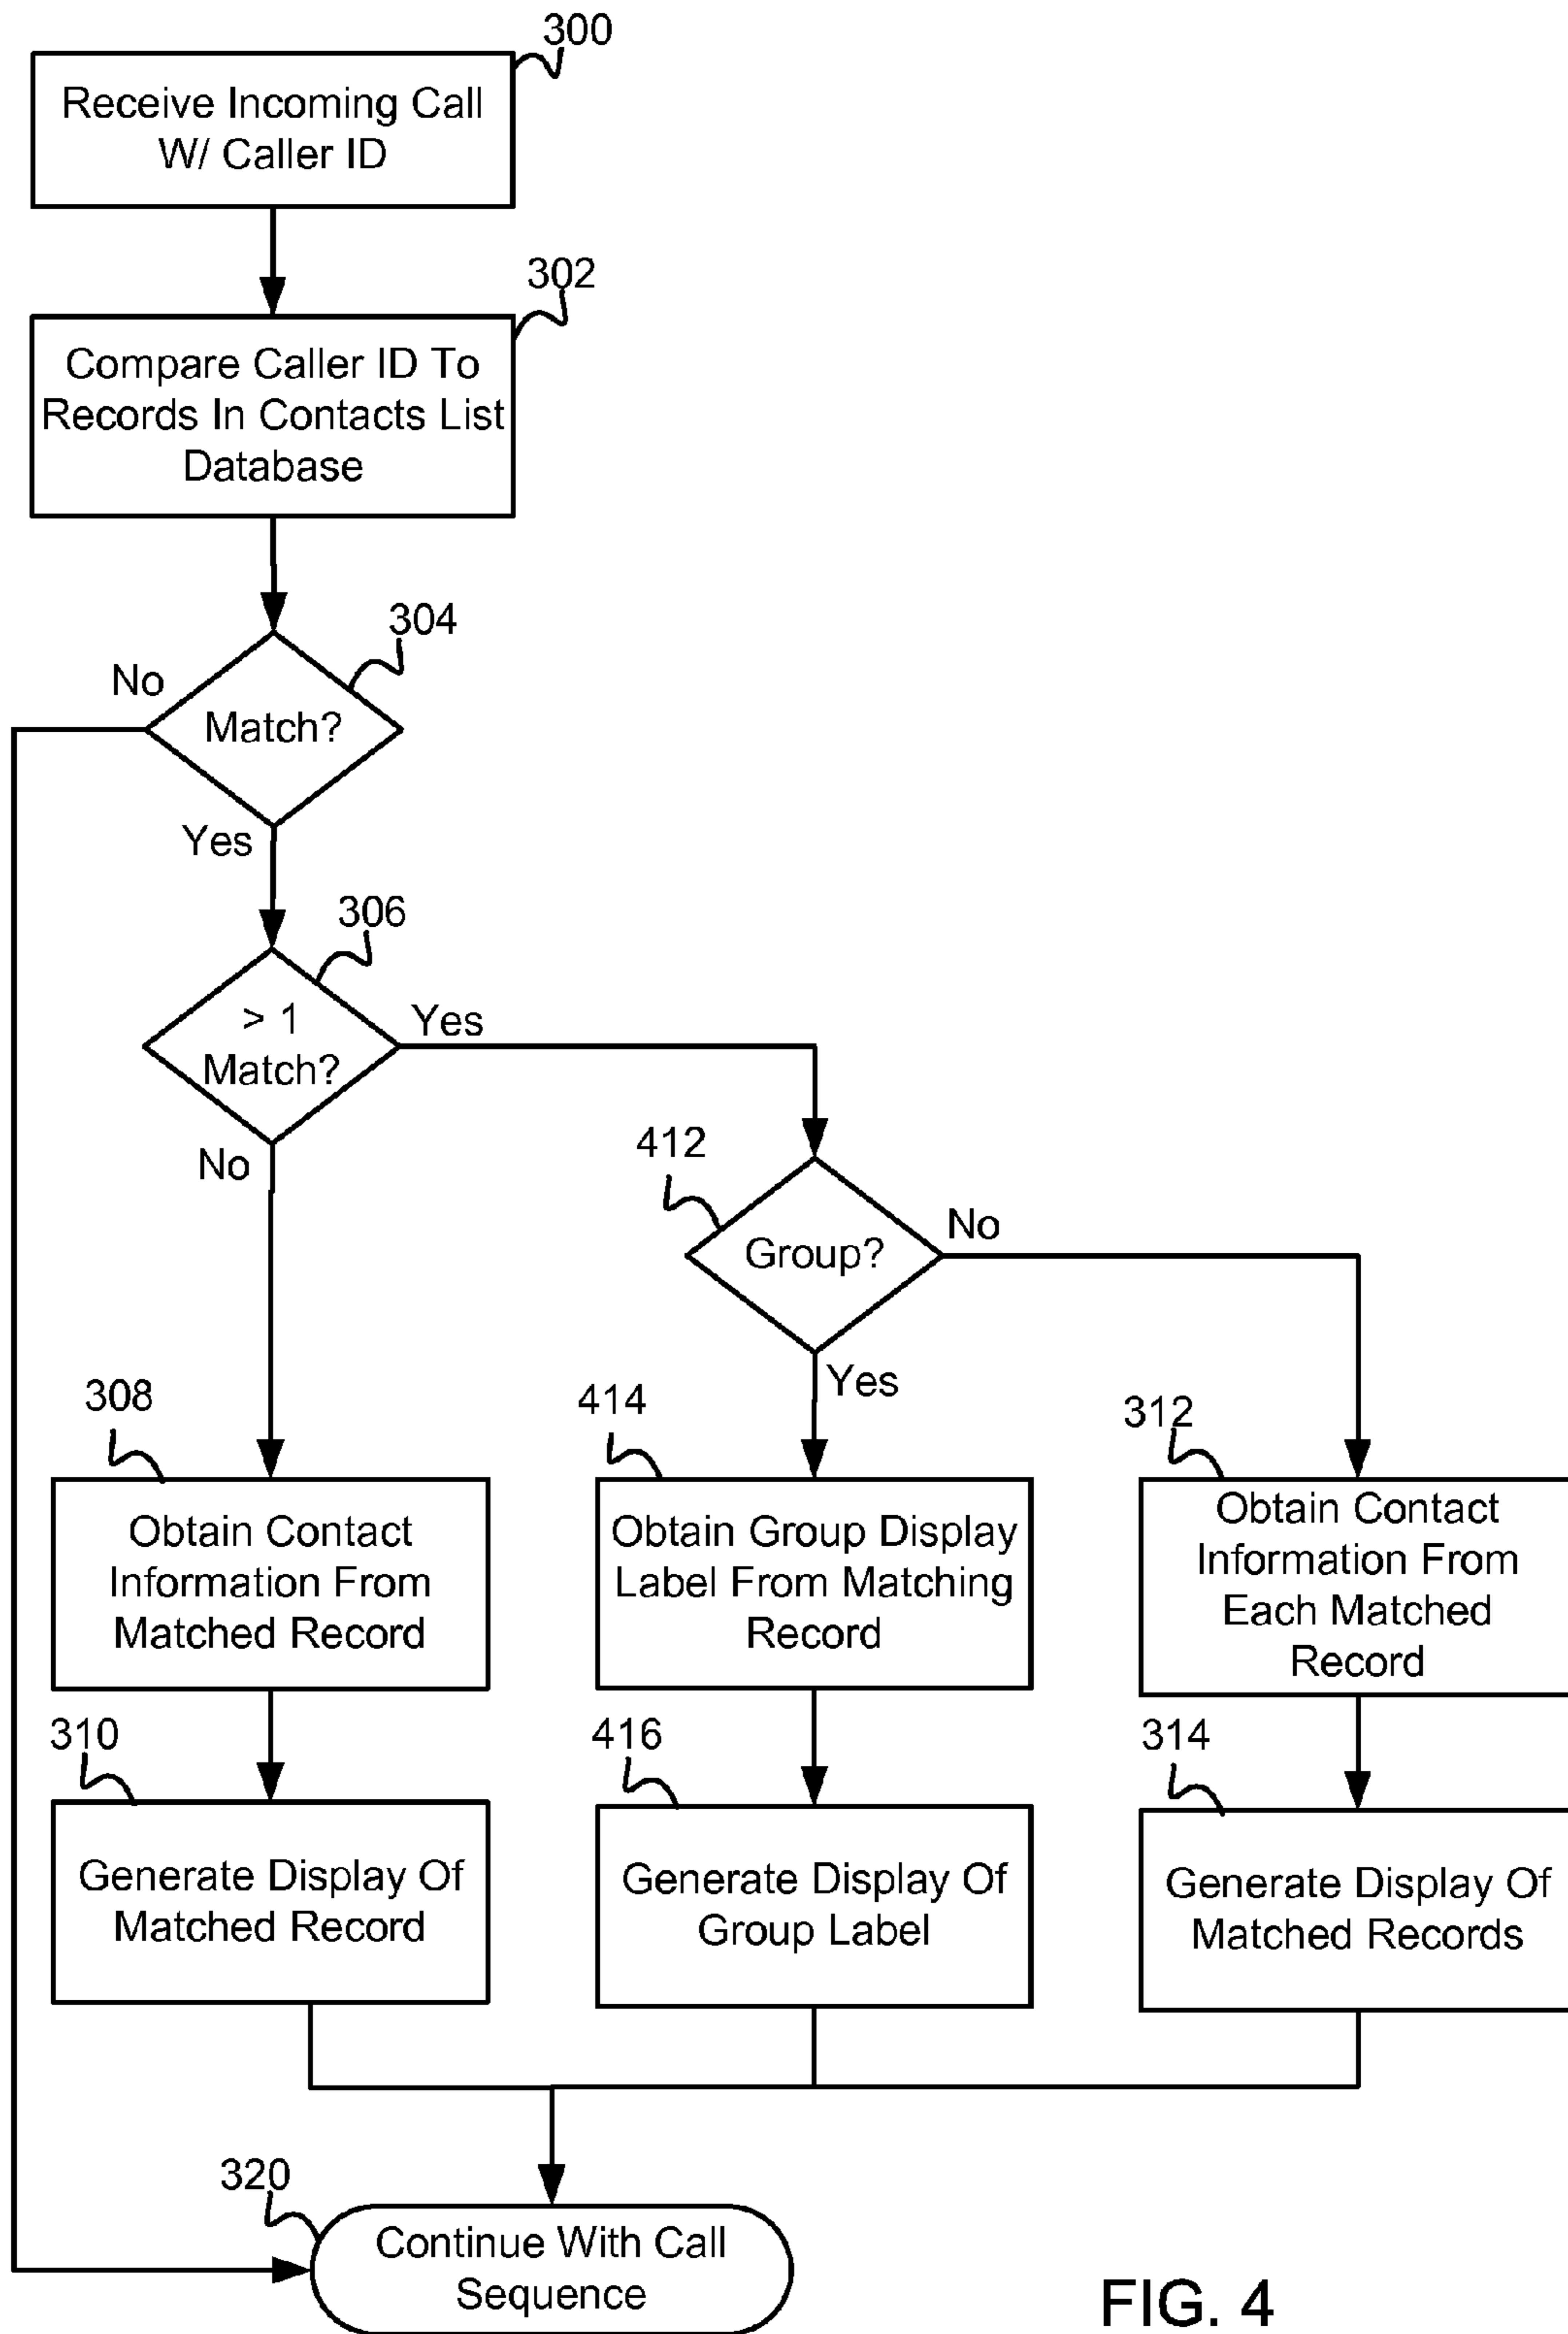 300
Receive Incoming Call
W/ Caller ID
302
Compare Caller ID To
Records In Contacts List
Database
304
No
Match?
Yes
306
> 1
Match?
Yes
No
412
Group?
No
Yes
308
Obtain Contact
Information From
Matched Record
414
Obtain Group Display
Label From Matching
Record
312
Obtain Contact
Information From
Each Matched
Record
310
Generate Display Of
Matched Record
416
Generate Display Of
Group Label
314
Generate Display Of
Matched Records
320
Continue With Call
Sequence
FIG. 4